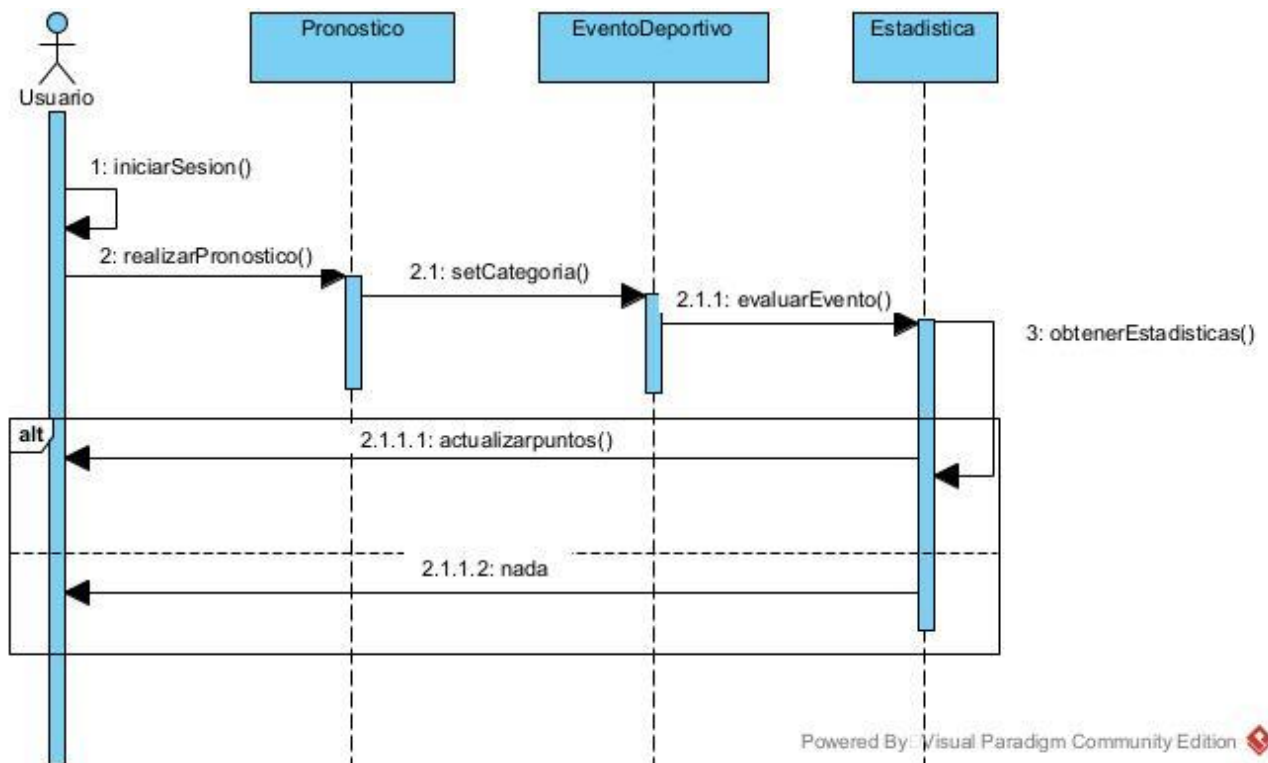 Usuario
Pronostico
EventoDeportivo
Estadistica
1: iniciarSesion()
2: realizarPronostico()
2.1: setCategoria()
2.1.1: evaluarEvento()
3: obtenerEstadisticas()
alt
2.1.1.1: actualizarpuntos()
2.1.1.2: nada
Powered By: Visual Paradigm Community Edition